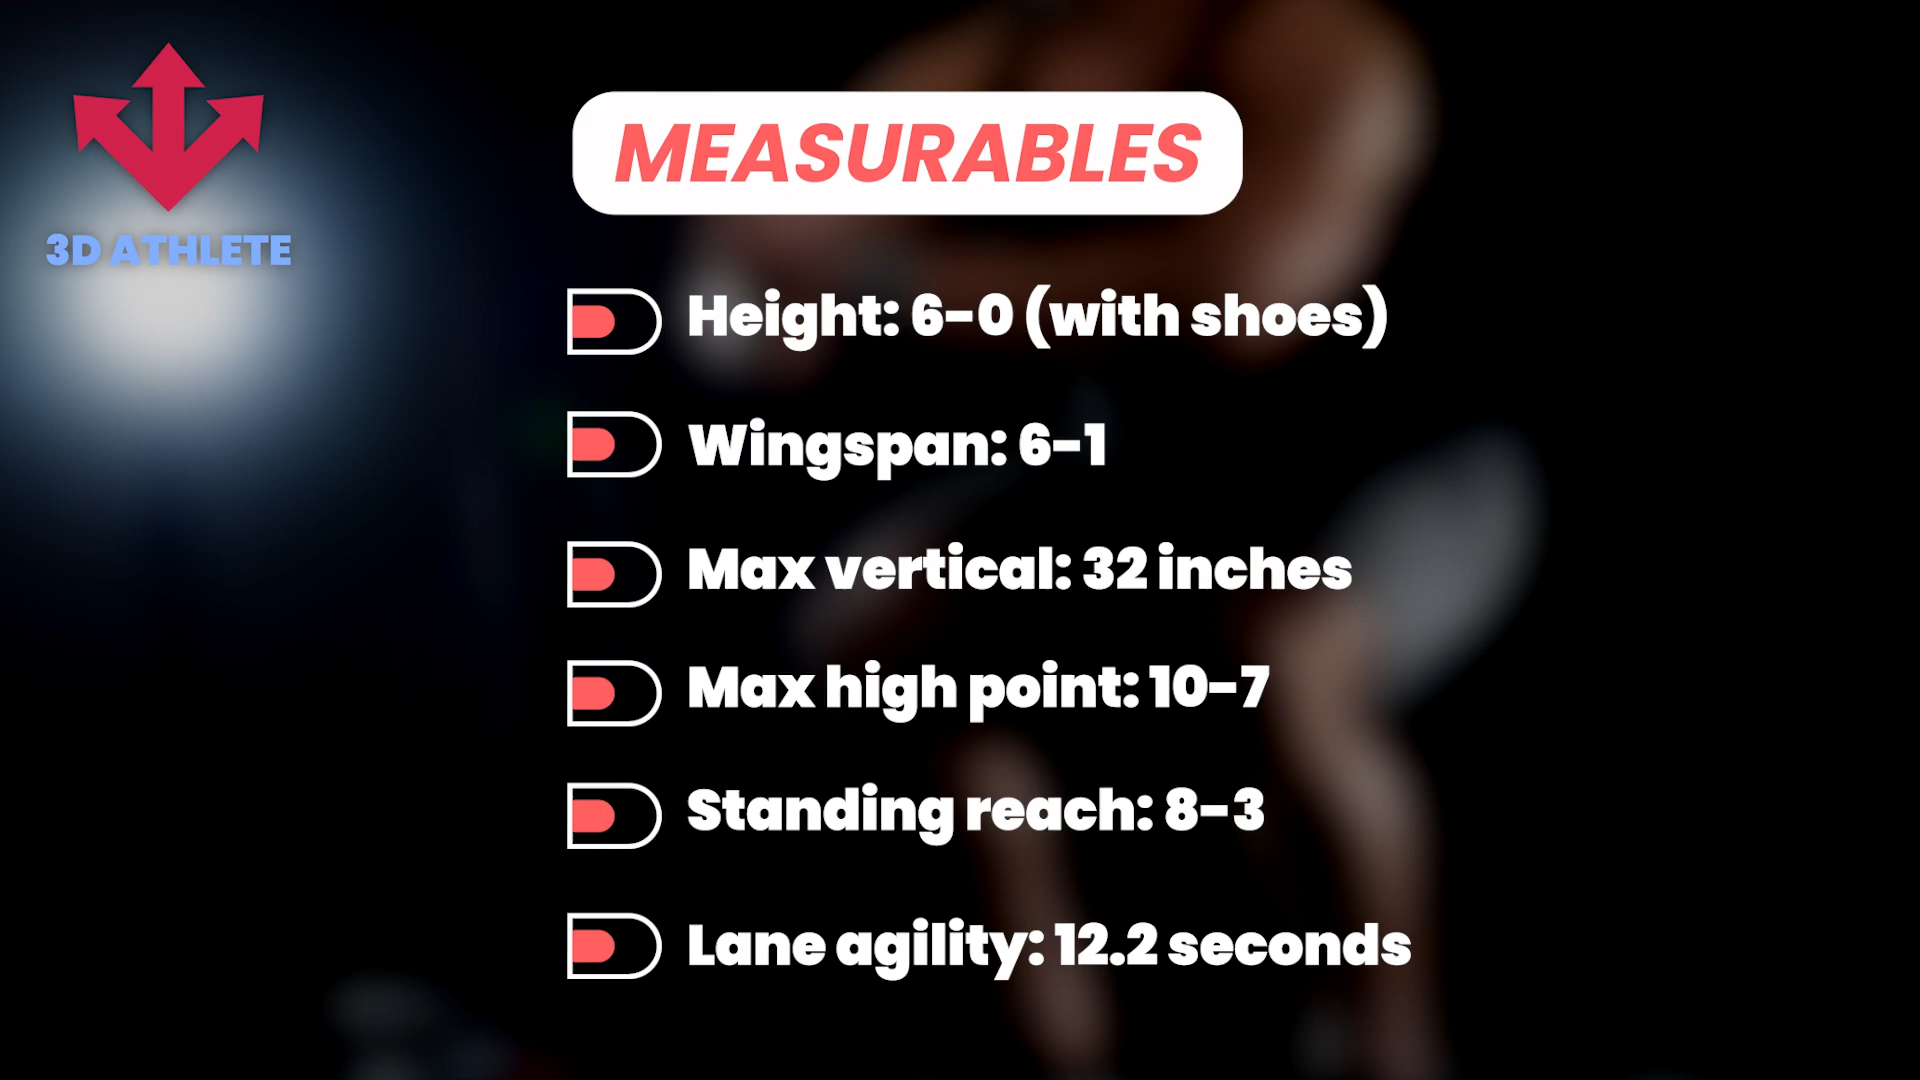 3D ATHLETE
MEASURABLES
Height: 6-0 (with shoes)
Wingspan: 6-1
Max vertical: 32 inches
Max high point: 10-7
Standing reach: 8-3
Lane agility: 12.2 seconds